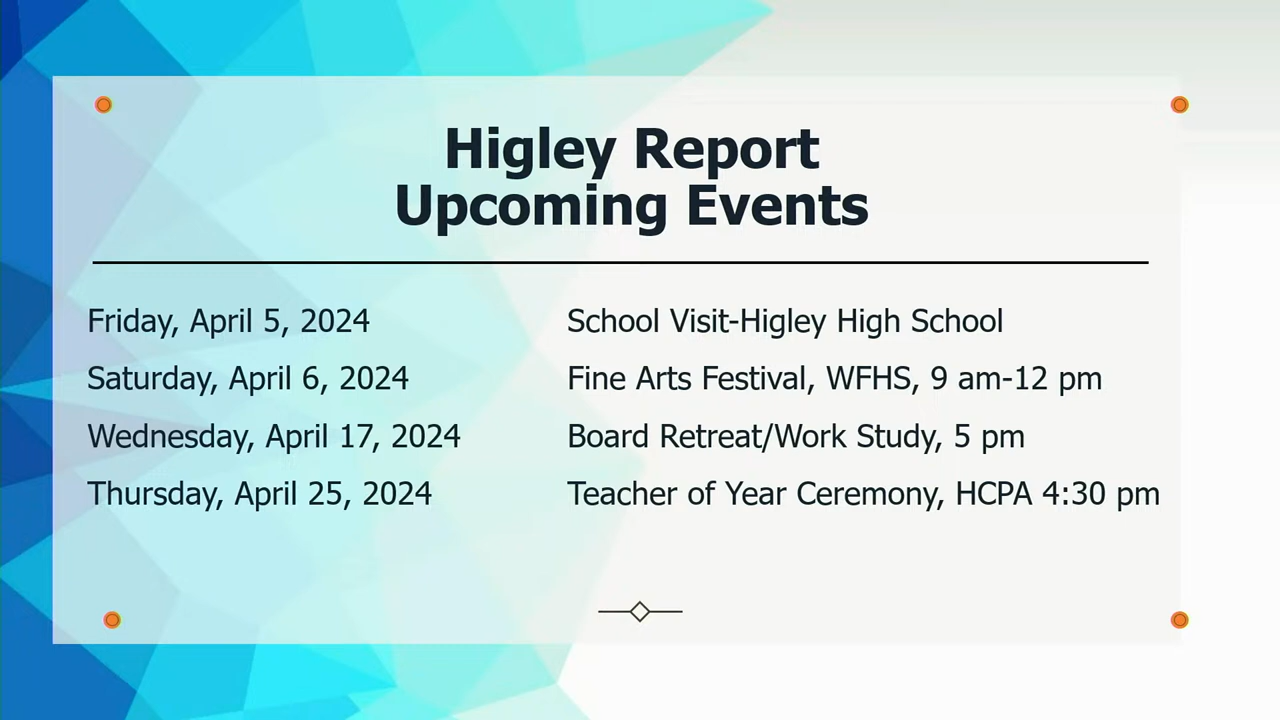 Higley Report
Upcoming Events
Friday, April 5, 2024 School Visit-Higley High School
Saturday, April 6, 2024 Fine Arts Festival, WFHS, 9 am-12 pm
Wednesday, April 17, 2024 Board Retreat/Work Study, 5 pm
Thursday, April 25, 2024 Teacher of Year Ceremony, HCPA 4:30 pm